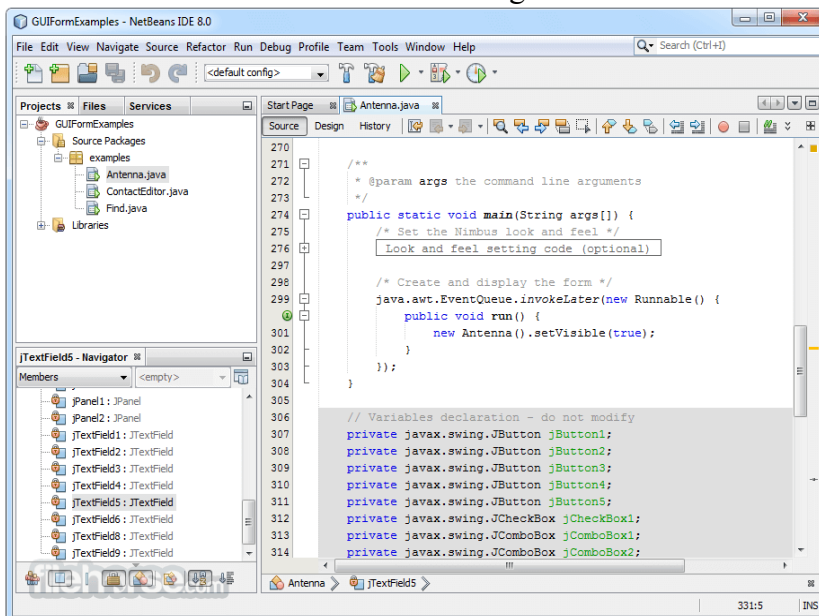 GUIFormExamples - NetBeans IDE 8.0
File Edit View Navigate Source Refactor Run Debug Profile Team Tools Window Help
Search (Ctrl+I)
<default config>
Projects Files Services
GUIFormExamples
Source Packages
examples
Antenna.java
ContactEditor.java
Find.java
Libraries
jTextField5 - Navigator
Members <empty>
jPanel1 : JPanel
jPanel2 : JPanel
jTextField1 : JTextField
jTextField2 : JTextField
jTextField3 : JTextField
jTextField4 : JTextField
jTextField5 : JTextField
jTextField6 : JTextField
jTextField8 : JTextField
jTextField9 : JTextField
filehorse.com
Start Page Antenna.java
Source Design History
270
271 /**
272 * @param args the command line arguments
273 */
274 public static void main(String args[]) {
275 /* Set the Nimbus look and feel */
276 Look and feel setting code (optional)
297
298 /* Create and display the form */
299 java.awt.EventQueue.invokeLater(new Runnable() {
public void run() {
301 new Antenna().setVisible(true);
302 }
303 });
304 }
305
306 // Variables declaration - do not modify
307 private javax.swing.JButton jButton1;
308 private javax.swing.JButton jButton2;
309 private javax.swing.JButton jButton3;
310 private javax.swing.JButton jButton4;
311 private javax.swing.JButton jButton5;
312 private javax.swing.JCheckBox jCheckBox1;
313 private javax.swing.JComboBox jComboBox1;
314 private javax.swing.JComboBox jComboBox2;
Antenna jTextField5
331:5 INS